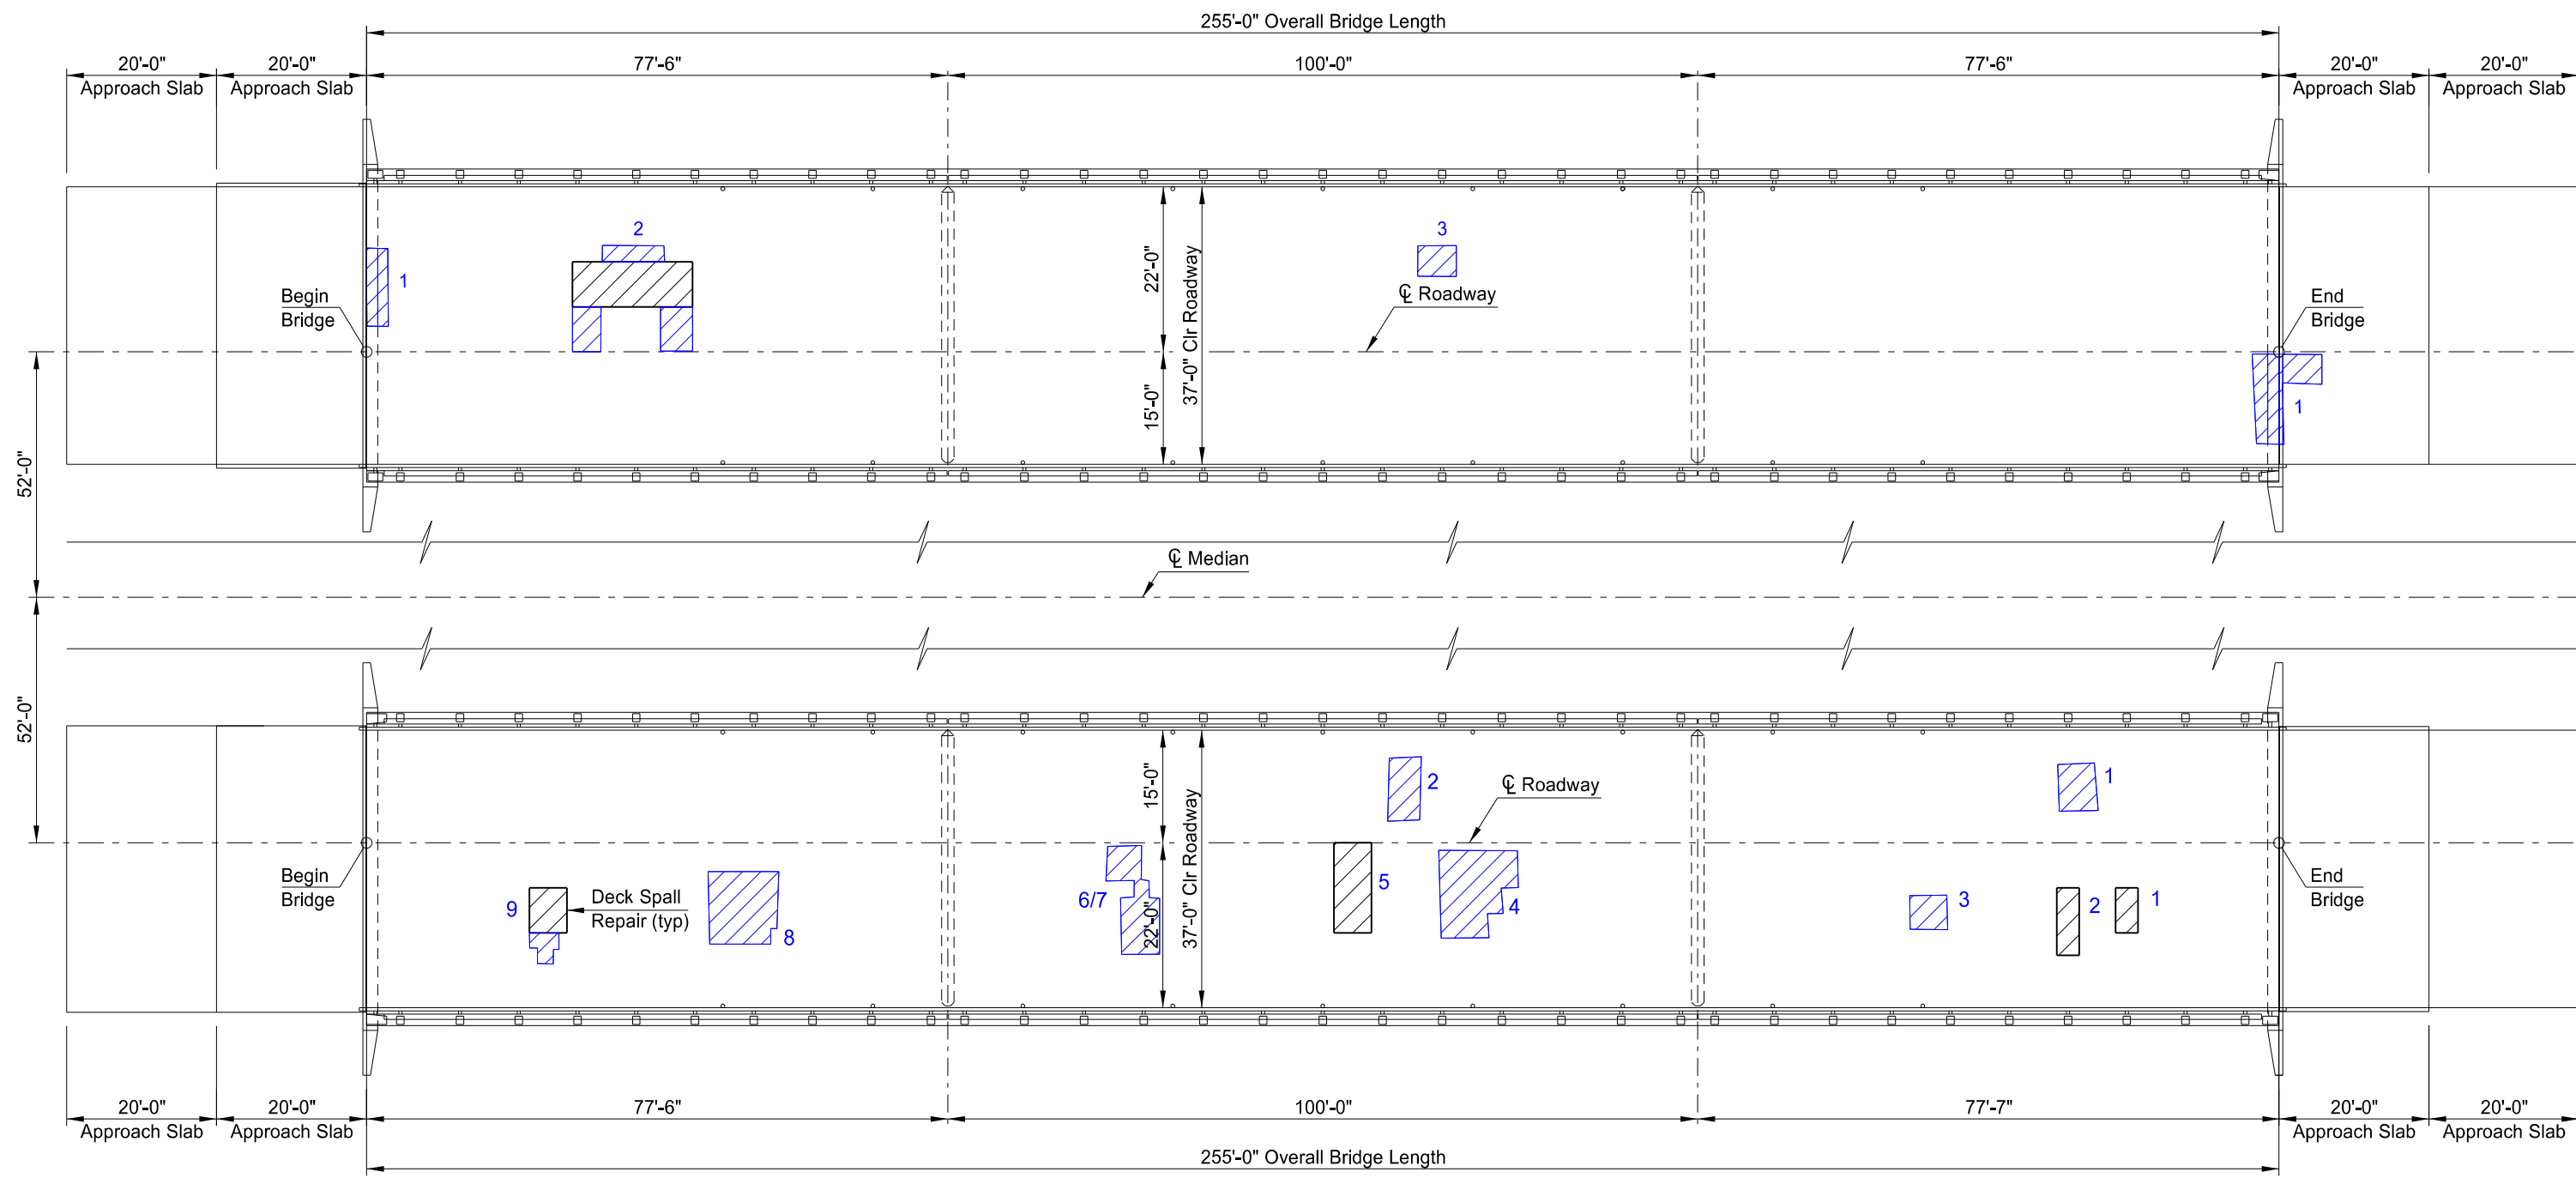 255'-0" Overall Bridge Length
20'-0" 20'-0" 77'-6" 100'-0" 77'-6" 20'-0" 20'-0"
Approach Slab Approach Slab Approach Slab Approach Slab
2 3
1
22'-0"
37'-0" Clr Roadway
Begin
Bridge
℄ Roadway
End
Bridge
15'-0"
1
52'-0"
℄ Median
52'-0"
15'-0"
2
℄ Roadway
1
Begin
Bridge
9
Deck Spall
Repair (typ)
8
6/7
22'-0"
37'-0" Clr Roadway
5
4
3
2
1
End
Bridge
20'-0" 20'-0" 77'-6" 100'-0" 77'-7" 20'-0" 20'-0"
Approach Slab Approach Slab Approach Slab Approach Slab
255'-0" Overall Bridge Length